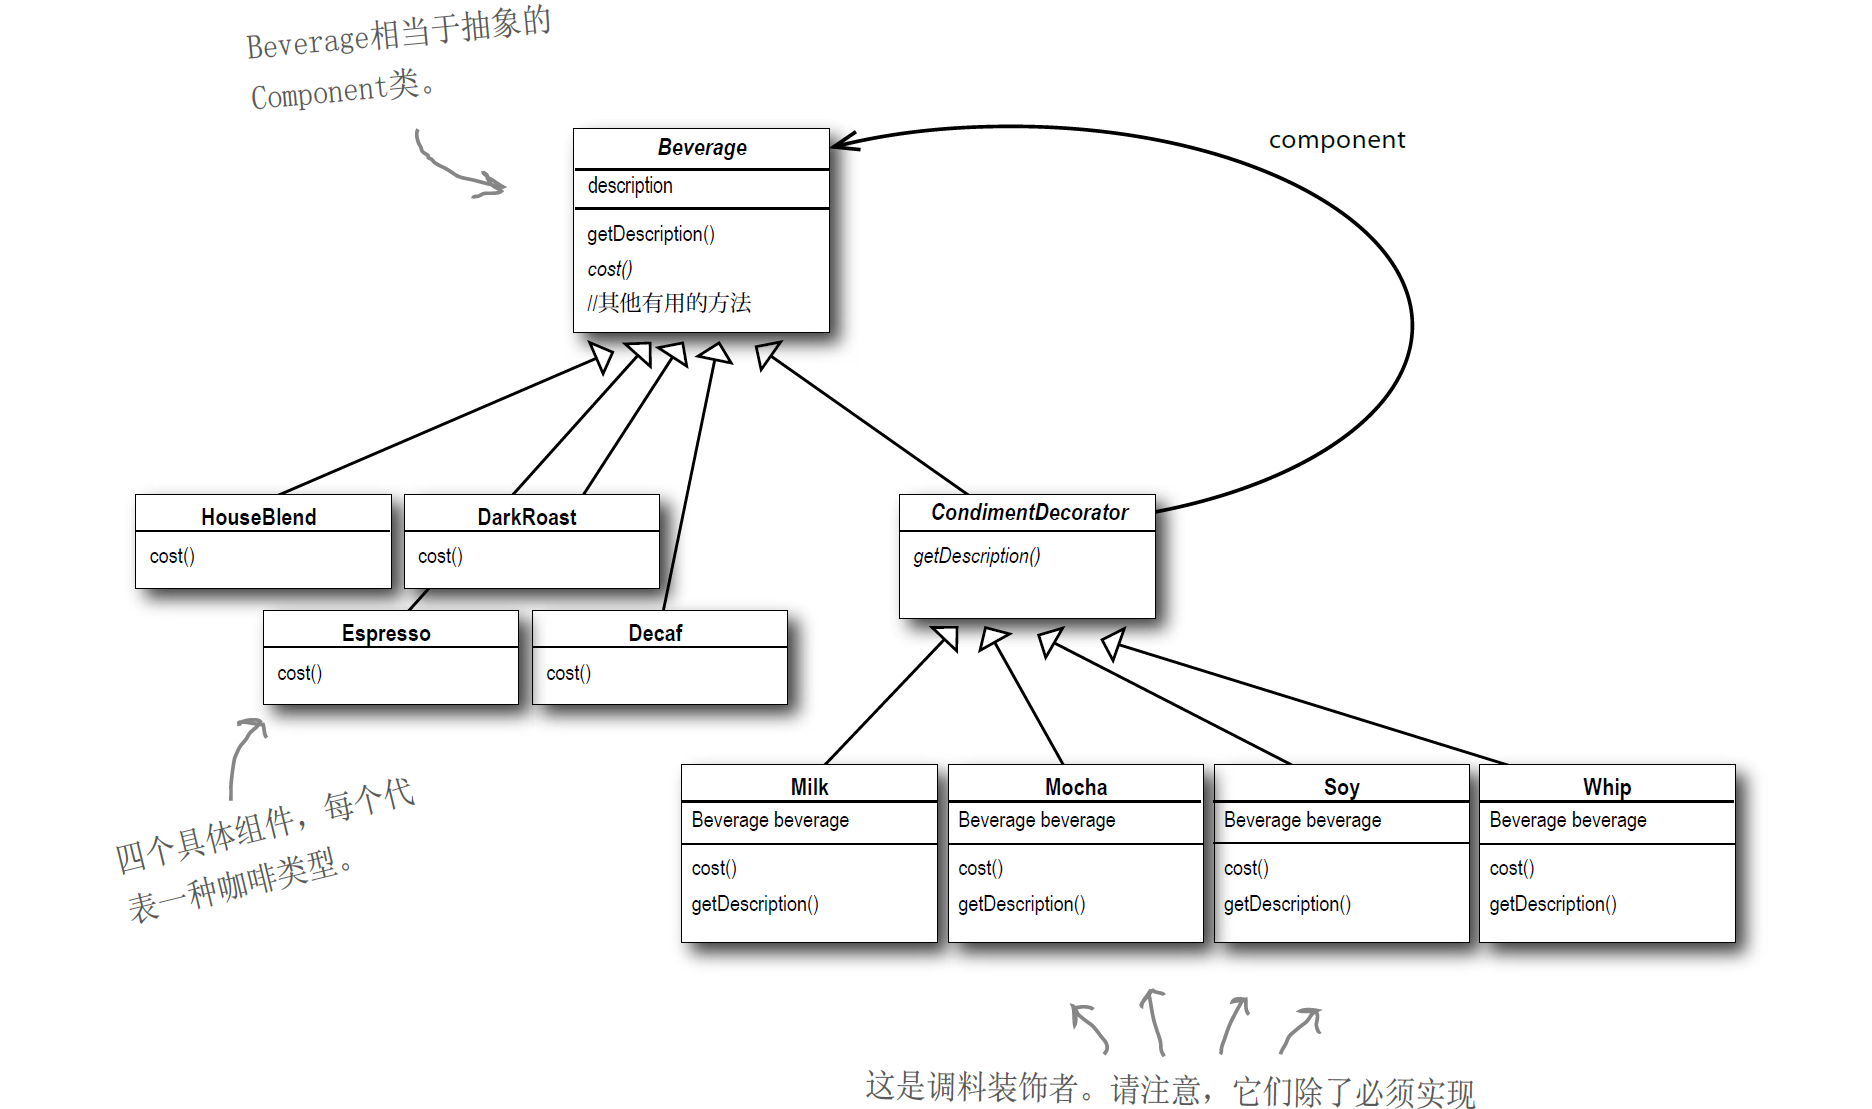 Beverage相当于抽象的
Component类。
component
Beverage
description
getDescription()
cost()
//其他有用的方法
HouseBlend
cost()
DarkRoast
cost()
CondimentDecorator
getDescription()
Espresso
cost()
Decaf
cost()
四个具体组件，每个代
表一种咖啡类型。
Milk
Beverage beverage
cost()
getDescription()
Mocha
Beverage beverage
cost()
getDescription()
Soy
Beverage beverage
cost()
getDescription()
Whip
Beverage beverage
cost()
getDescription()
这是调料装饰者。请注意，它们除了必须实现